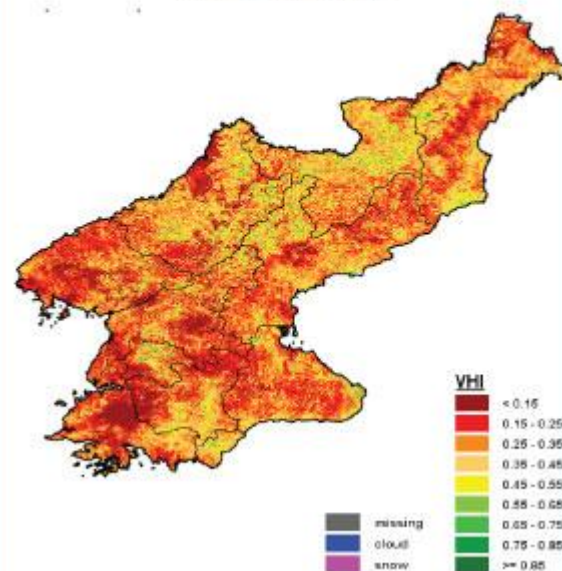 VHI
< 0.15
0.15 - 0.25
0.25 - 0.35
0.35 - 0.45
0.45 - 0.55
0.55 - 0.65
missing
0.65 - 0.75
cloud
0.75 - 0.85
snow
>= 0.85